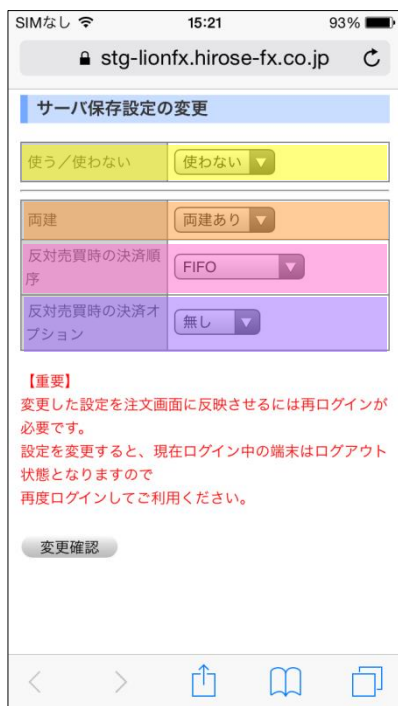 SIMなし 15:21 93%
stg-lionfx.hirose-fx.co.jp
サーバ保存設定の変更
使う／使わない 使わない
両建 両建あり
反対売買時の決済順
序
FIFO
反対売買時の決済オ
プション
無し
【重要】
変更した設定を注文画面に反映させるには再ログインが
必要です。
設定を変更すると、現在ログイン中の端末はログアウト
状態となりますので
再度ログインしてご利用ください。
変更確認